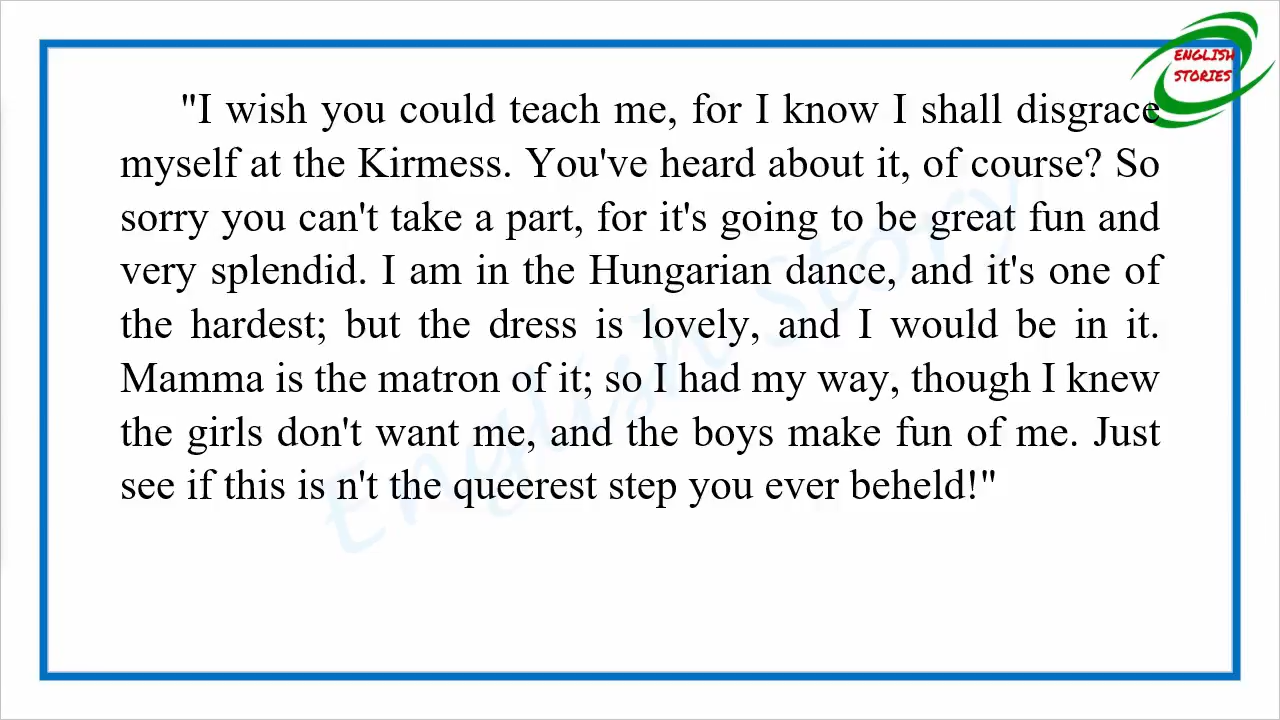 ENGLISH
STORIES
"I wish you could teach me, for I know I shall disgrace
myself at the Kirmess. You've heard about it, of course? So
sorry you can't take a part, for it's going to be great fun and
very splendid. I am in the Hungarian dance, and it's one of
the hardest; but the dress is lovely, and I would be in it.
Mamma is the matron of it; so I had my way, though I knew
the girls don't want me, and the boys make fun of me. Just
see if this is n't the queerest step you ever beheld!"
English Story